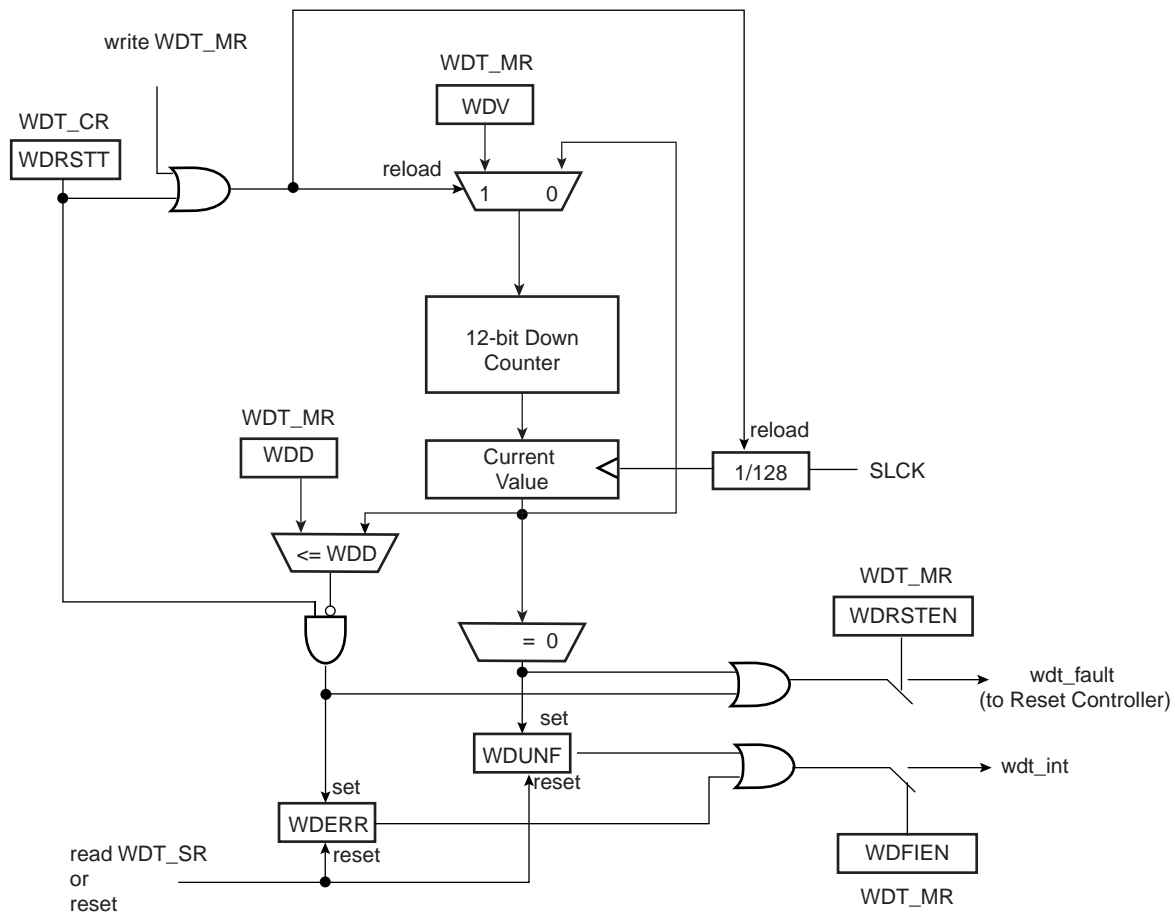 write WDT_MR
WDT_MR
WDV
WDT_CR
WDRSTT
reload
1 0
12-bit Down
Counter
WDT_MR
WDD
reload
Current
Value
1/128
SLCK
<= WDD
WDT_MR
WDRSTEN
= 0
wdt_fault
(to Reset Controller)
set
WDUNF
reset
wdt_int
set
WDERR
reset
read WDT_SR
or
reset
WDFIEN
WDT_MR